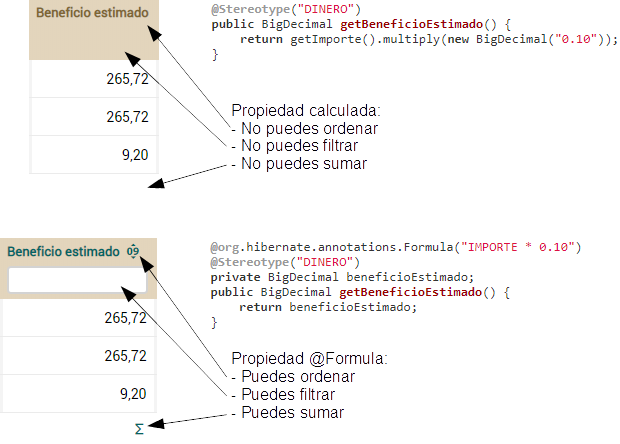 Beneficio estimado
265,72
265,72
9,20
@Stereotype("DINERO")
public BigDecimal getBeneficioEstimado() {
return getImporte().multiply(new BigDecimal("0.10"));
}
Propiedad calculada:
- No puedes ordenar
- No puedes filtrar
- No puedes sumar
Beneficio estimado 09
265,72
265,72
9,20
Σ
@org.hibernate.annotations.Formula("IMPORTE * 0.10")
@Stereotype("DINERO")
private BigDecimal beneficioEstimado;
public BigDecimal getBeneficioEstimado() {
return beneficioEstimado;
}
Propiedad @Formula:
- Puedes ordenar
- Puedes filtrar
- Puedes sumar